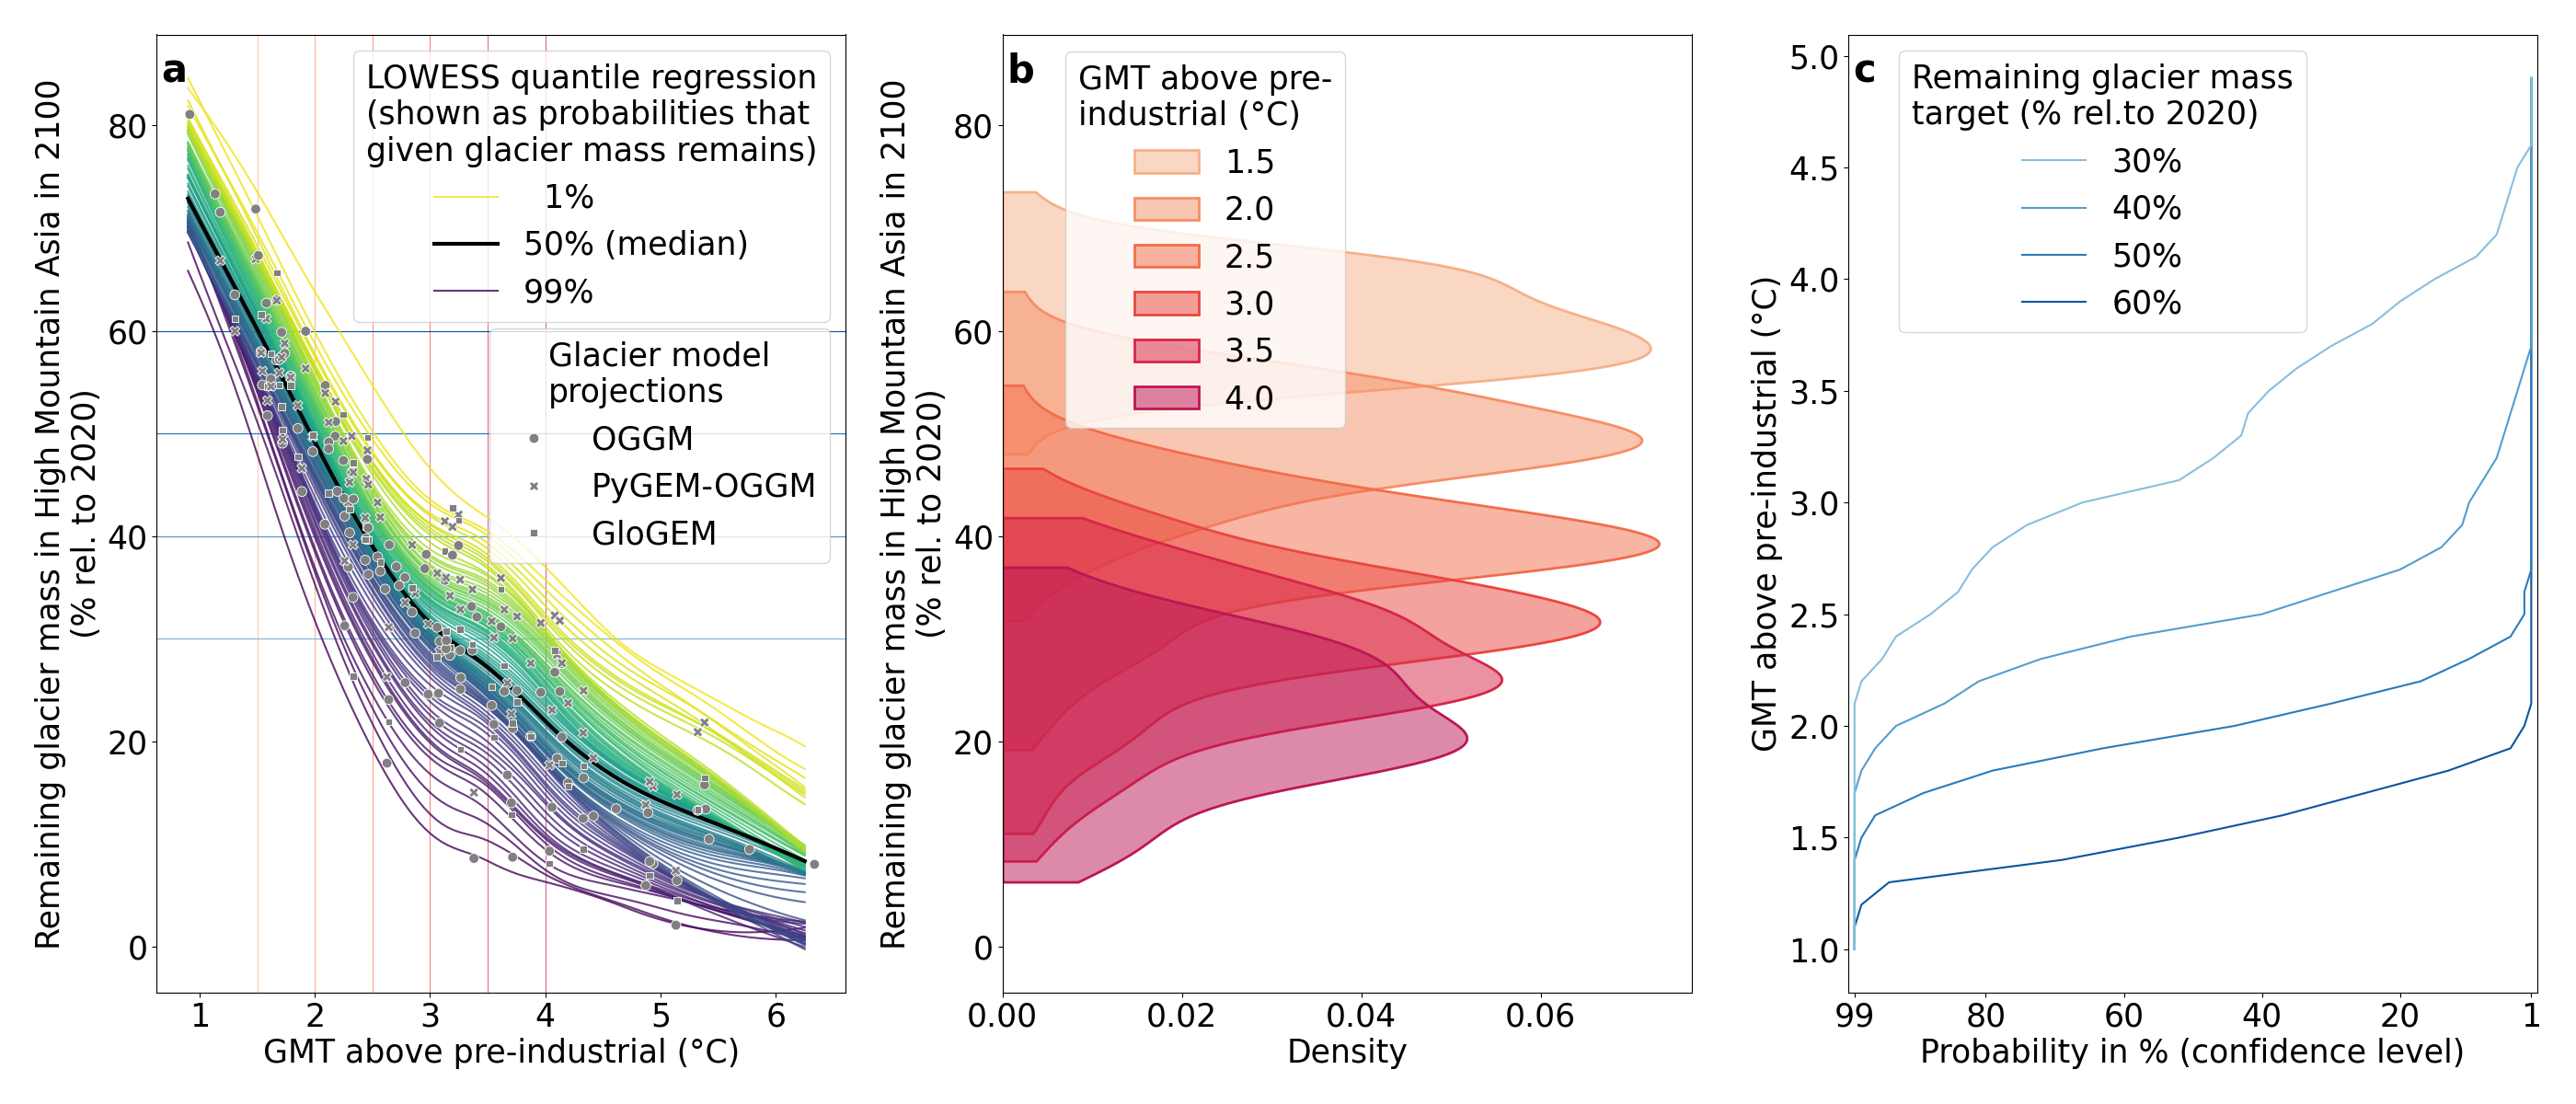 a
LOWESS quantile regression
(shown as probabilities that
given glacier mass remains)
1%
50% (median)
99%
Glacier model
projections
OGGM
PyGEM-OGGM
GloGEM
Remaining glacier mass in High Mountain Asia in 2100
(% rel. to 2020)
80
60
40
20
0
1 2 3 4 5 6
GMT above pre-industrial (°C)
b
GMT above pre-
industrial (°C)
1.5
2.0
2.5
3.0
3.5
4.0
Remaining glacier mass in High Mountain Asia in 2100
(% rel. to 2020)
80
60
40
20
0
0.00 0.02 0.04 0.06
Density
c
Remaining glacier mass
target (% rel.to 2020)
30%
40%
50%
60%
GMT above pre-industrial (°C)
5.0
4.5
4.0
3.5
3.0
2.5
2.0
1.5
1.0
99 80 60 40 20 1
Probability in % (confidence level)